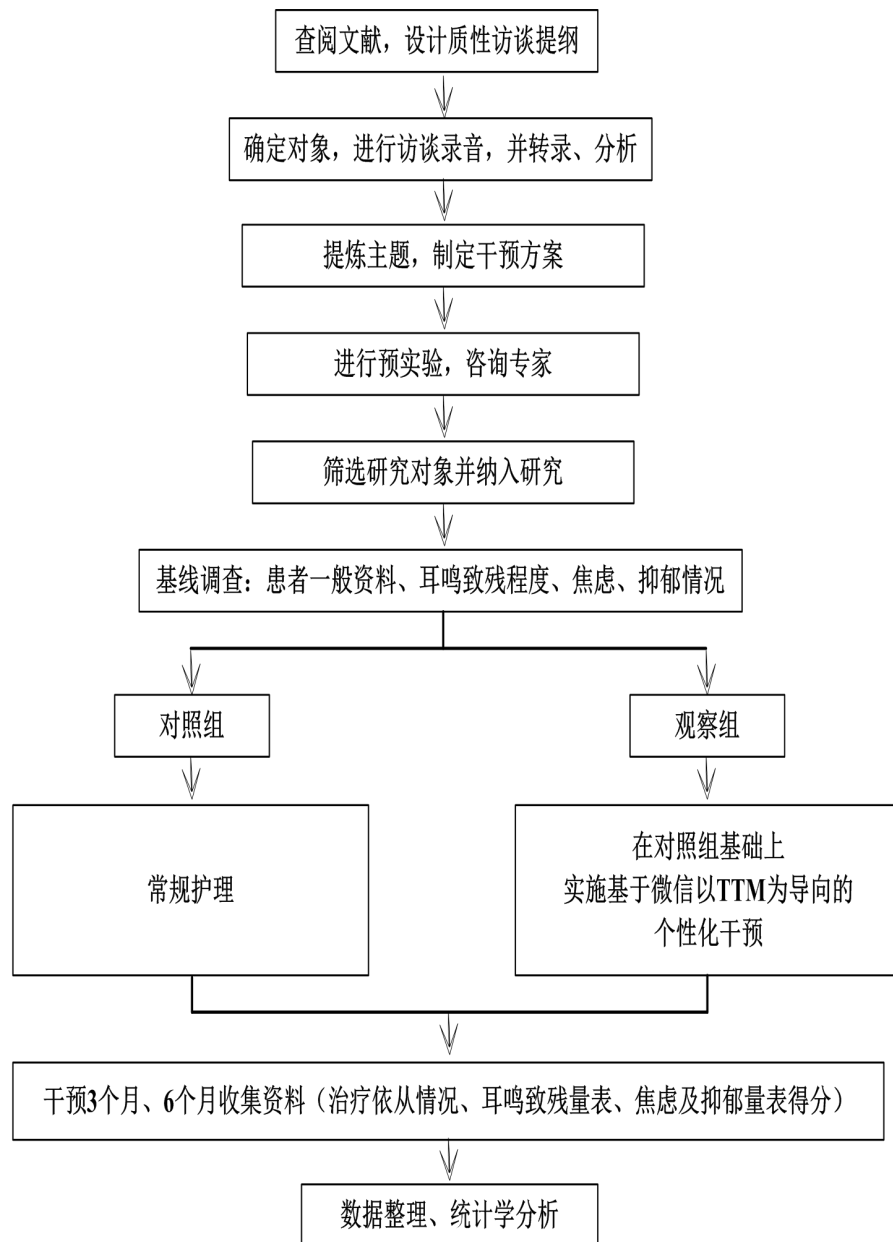 查阅文献，设计质性访谈提纲
确定对象，进行访谈录音，并转录、分析
提炼主题，制定干预方案
进行预实验，咨询专家
筛选研究对象并纳入研究
基线调查：患者一般资料、耳鸣致残程度、焦虑、抑郁情况
对照组
观察组
常规护理
在对照组基础上
实施基于微信以TTM为导向的
个性化干预
干预3个月、6个月收集资料（治疗依从情况、耳鸣致残量表、焦虑及抑郁量表得分）
数据整理、统计学分析